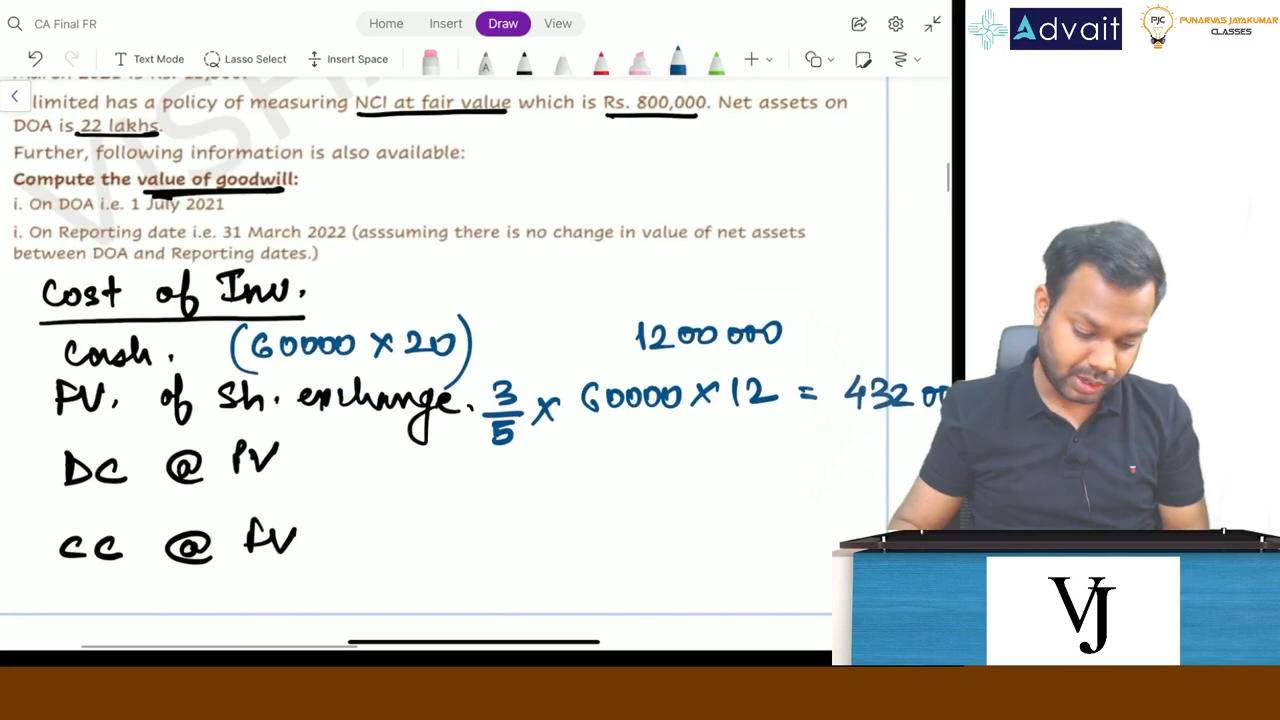 CA Final FR
Home Insert Draw View
Advait
PJC
PUNARVAS JAYAKUMAR
CLASSES
Text Mode Lasso Select Insert Space
limited has a policy of measuring NCI at fair value which is Rs. 800,000. Net assets on
DOA is 22 lakhs.
Further, following information is also available:
Compute the value of goodwill:
i. On DOA i.e. 1 July 2021
i. On Reporting date i.e. 31 March 2022 (asssuming there is no change in value of net assets
between DOA and Reporting dates.)
Cost of Inv.
Cash. (60000 × 20) 1200000
FV. of Sh. exchange. 3/5 × 60000 × 12 = 43200
DC @ PV
CC @ FV
VJ